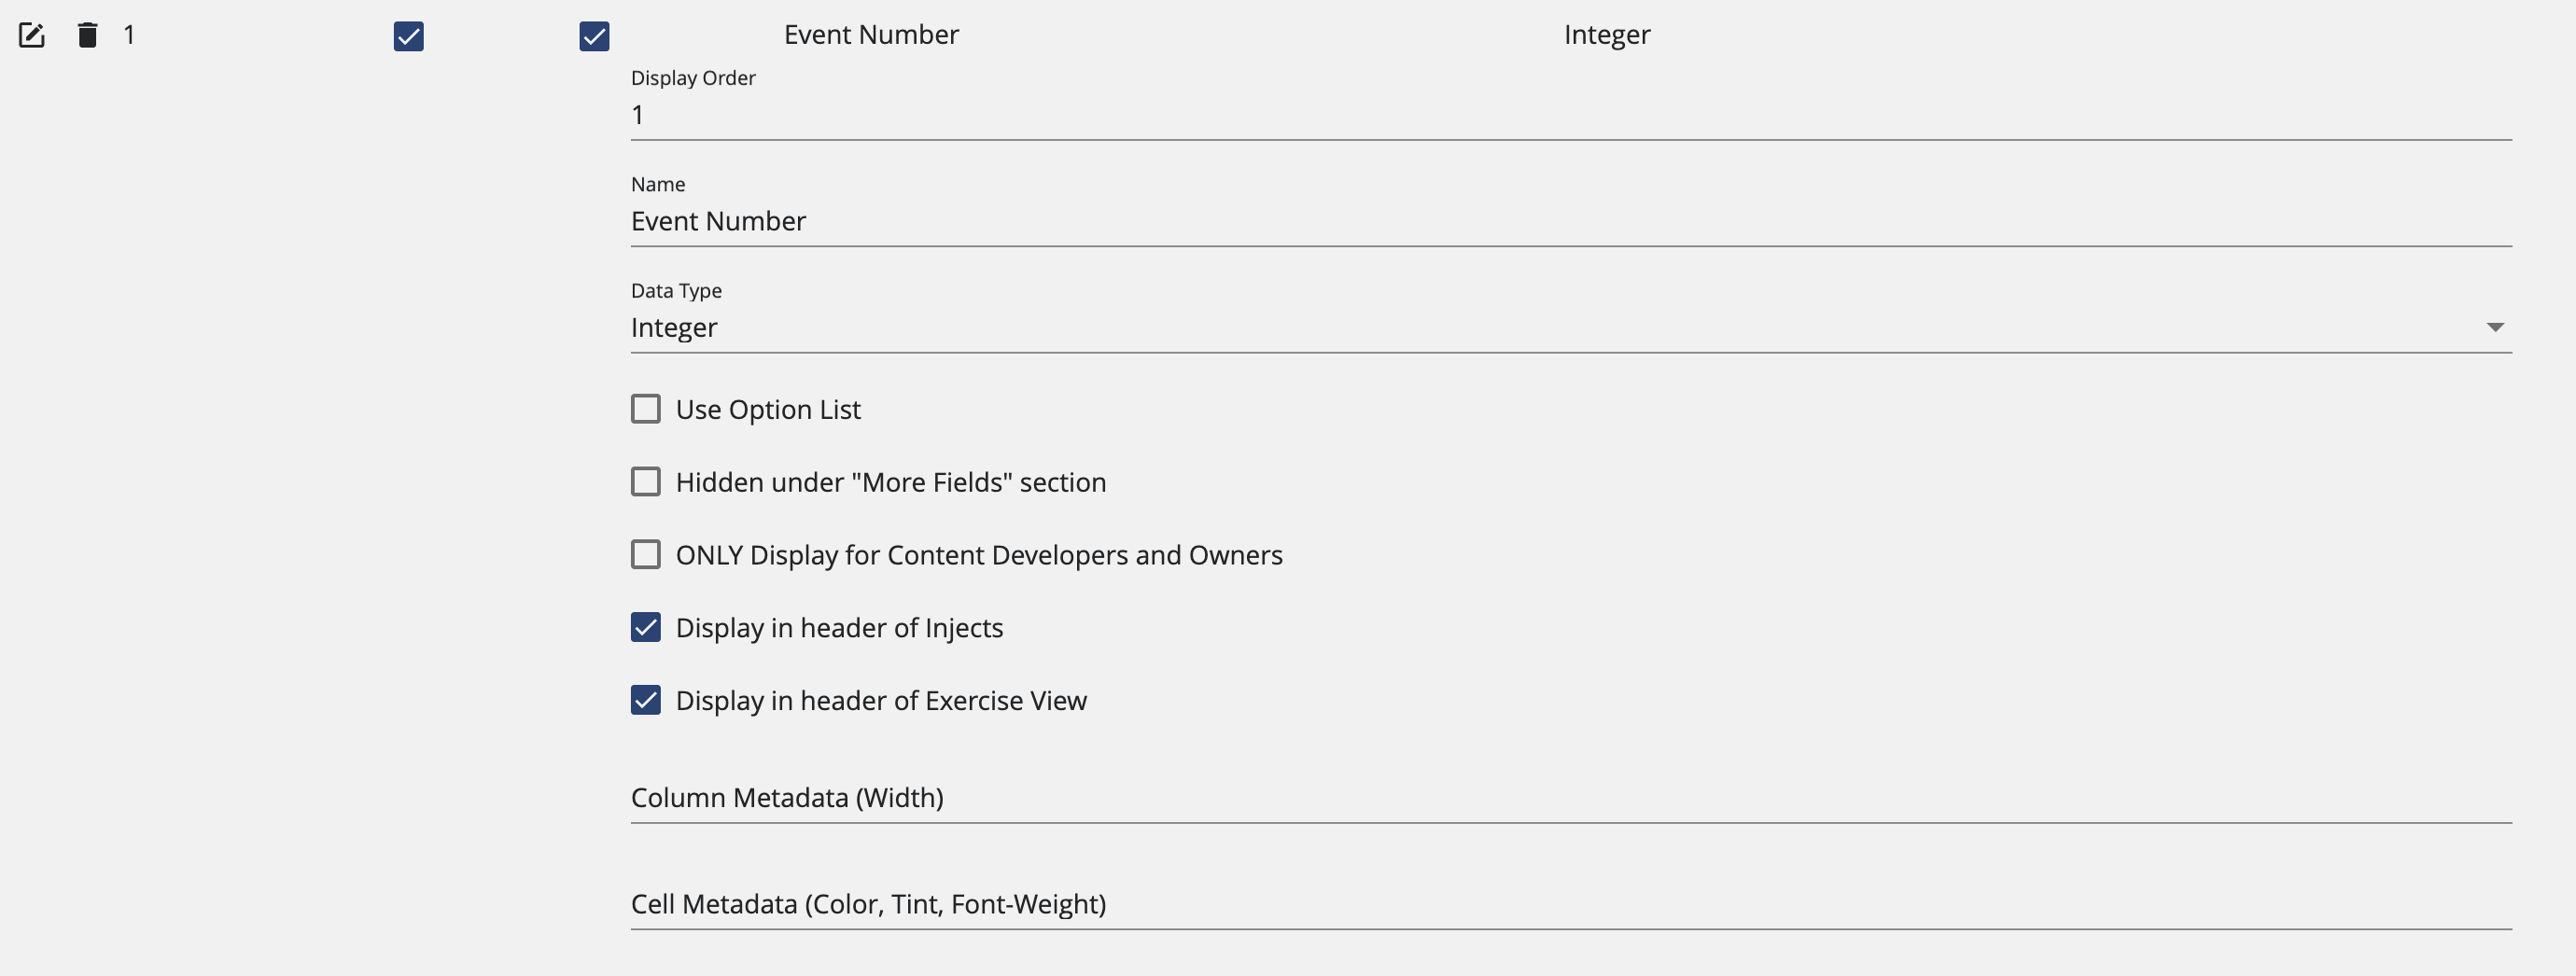 1 Event Number Integer
Display Order
1
Name
Event Number
Data Type
Integer
Use Option List
Hidden under "More Fields" section
ONLY Display for Content Developers and Owners
Display in header of Injects
Display in header of Exercise View
Column Metadata (Width)
Cell Metadata (Color, Tint, Font-Weight)